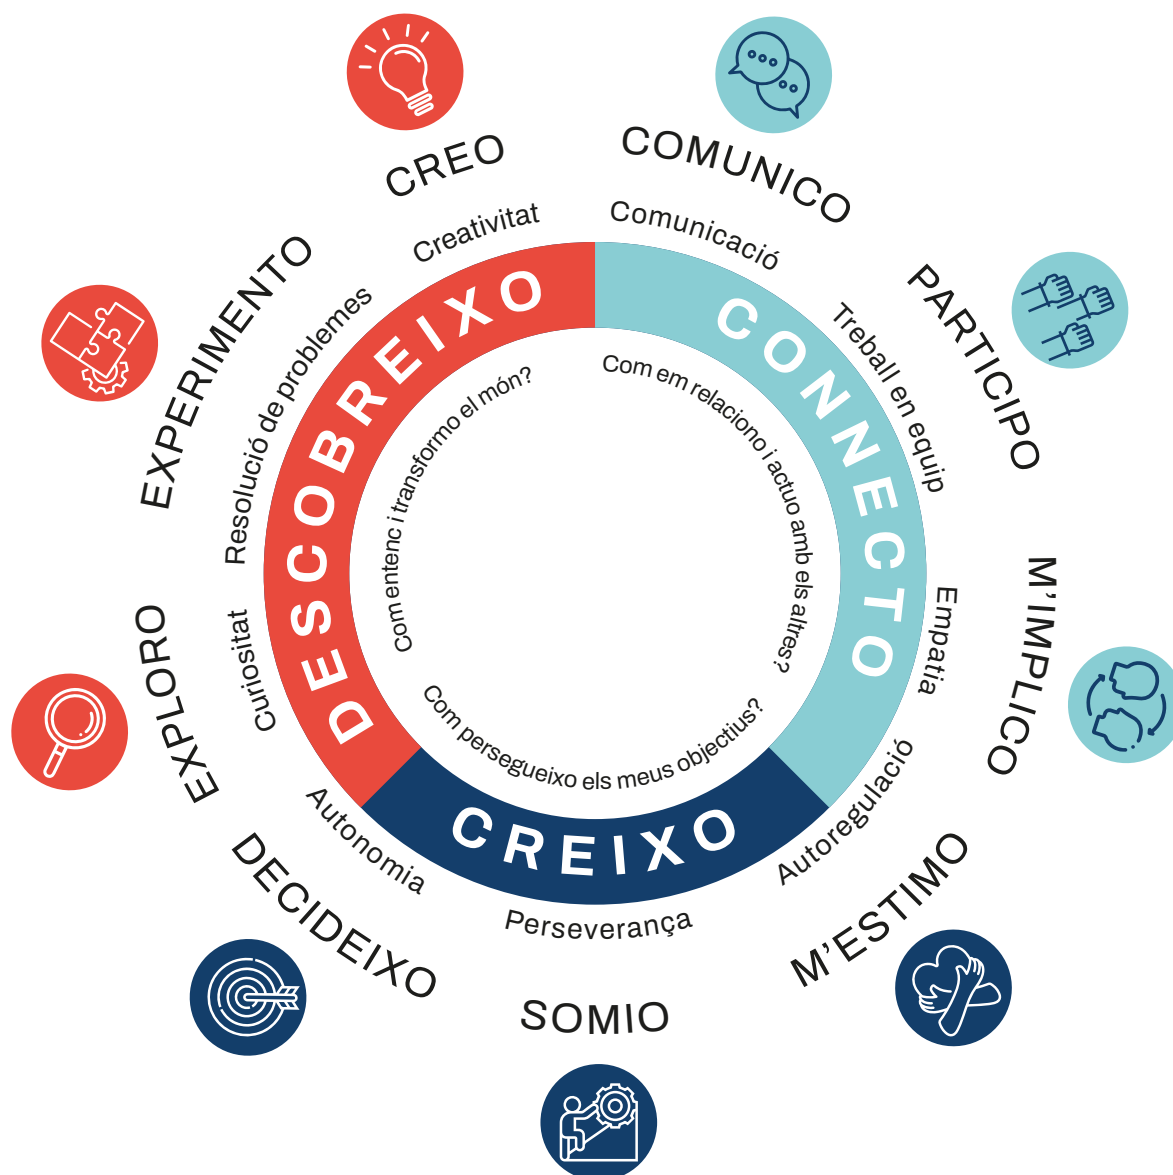 CREO
Creativitat
EXPERIMENTO
Resolució de problemes
EXPLORO
Curiositat
DESCOBREIXO
Com entenc i transformo el món?
COMUNICO
Comunicació
PARTICIPO
Treball en equip
M'IMPLICO
Empatia
CONNECTO
Com em relaciono i actuo amb els altres?
M'ESTIMO
Autoregulació
SOMIO
Perseverança
DECIDEIXO
Autonomia
CREIXO
Com persegueixo els meus objectius?